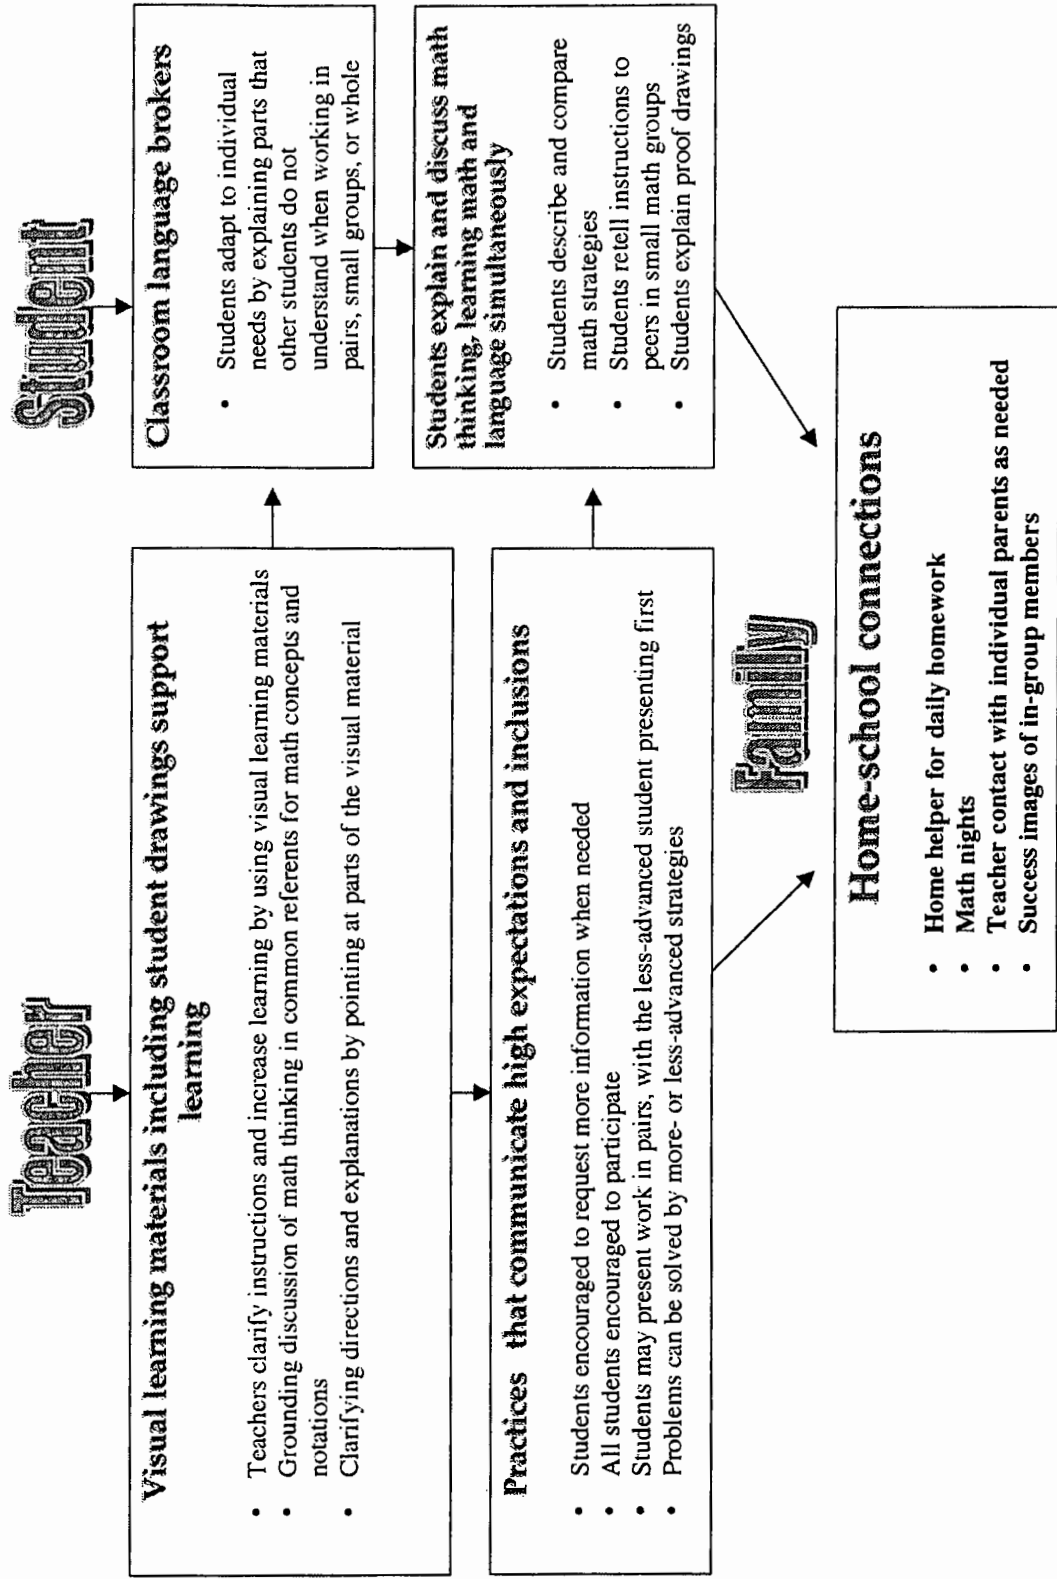 Teacher
Visual learning materials including student drawings support
learning
• Teachers clarify instructions and increase learning by using visual learning materials
• Grounding discussion of math thinking in common referents for math concepts and
notations
• Clarifying directions and explanations by pointing at parts of the visual material
Practices that communicate high expectations and inclusions
• Students encouraged to request more information when needed
• All students encouraged to participate
• Students may present work in pairs, with the less-advanced student presenting first
• Problems can be solved by more- or less-advanced strategies
Student
Classroom language brokers
• Students adapt to individual
needs by explaining parts that
other students do not
understand when working in
pairs, small groups, or whole
Students explain and discuss math
thinking, learning math and
language simultaneously
• Students describe and compare
math strategies
• Students retell instructions to
peers in small math groups
• Students explain proof drawings
Family
Home-school connections
• Home helper for daily homework
• Math nights
• Teacher contact with individual parents as needed
• Success images of in-group members